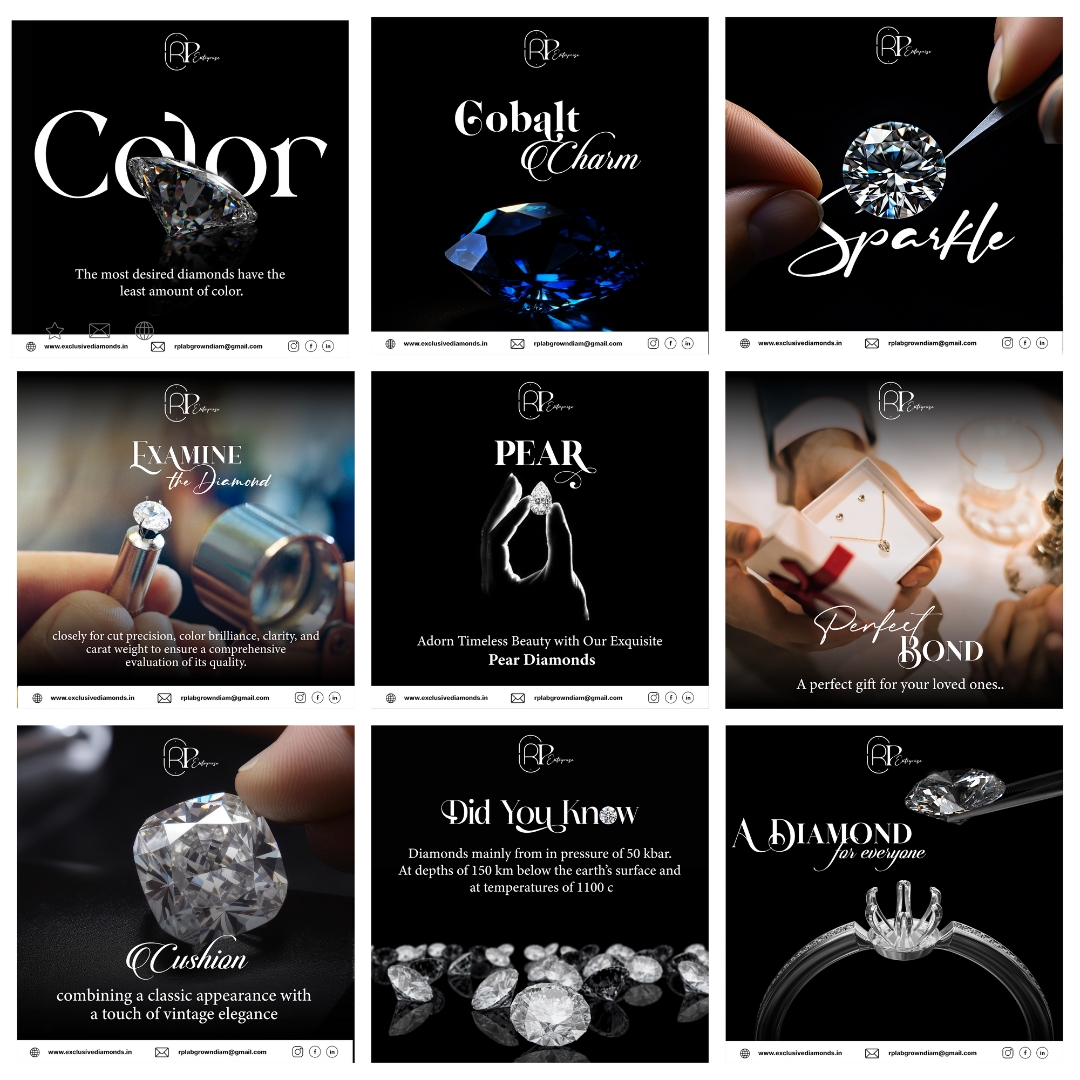 RP Enterprise
Color
The most desired diamonds have the
least amount of color.
www.exclusivediamonds.in rplabgrowndiam@gmail.com
RP Enterprise
Cobalt
Charm
www.exclusivediamonds.in rplabgrowndiam@gmail.com
RP Enterprise
Sparkle
www.exclusivediamonds.in rplabgrowndiam@gmail.com
RP Enterprise
EXAMINE
the Diamond
closely for cut precision, color brilliance, clarity, and
carat weight to ensure a comprehensive
evaluation of its quality.
www.exclusivediamonds.in rplabgrowndiam@gmail.com
RP Enterprise
PEAR
Adorn Timeless Beauty with Our Exquisite
Pear Diamonds
www.exclusivediamonds.in rplabgrowndiam@gmail.com
RP Enterprise
Perfect
BOND
A perfect gift for your loved ones..
RP Enterprise
Cushion
combining a classic appearance with
a touch of vintage elegance
www.exclusivediamonds.in rplabgrowndiam@gmail.com
RP Enterprise
Did You Know
Diamonds mainly from in pressure of 50 kbar.
At depths of 150 km below the earth's surface and
at temperatures of 1100 c
RP Enterprise
A DIAMOND
for everyone
www.exclusivediamonds.in rplabgrowndiam@gmail.com